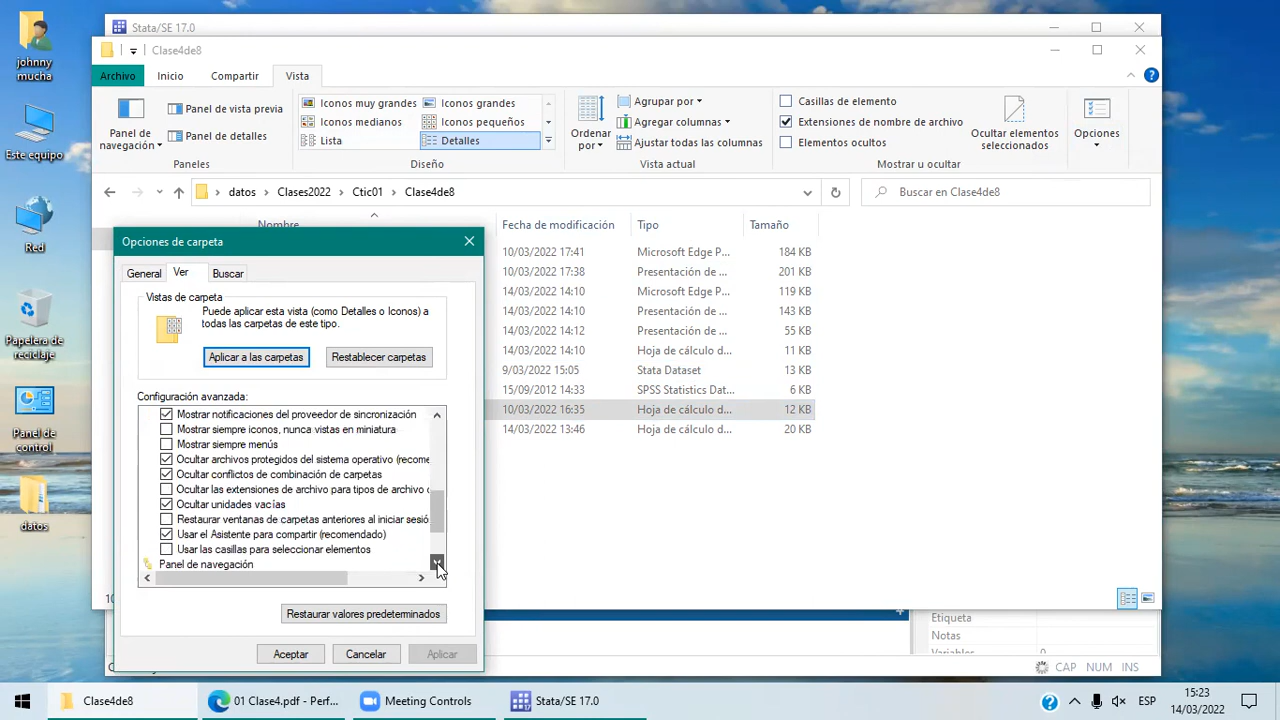 Stata/SE 17.0
Clase4de8
Archivo Inicio Compartir Vista
johnny mucha
Este equipo
Red
Papelera de reciclaje
Panel de control
datos
Panel de navegación
Panel de vista previa
Panel de detalles
Paneles
Iconos muy grandes Iconos grandes
Iconos medianos Iconos pequeños
Lista Detalles
Diseño
Ordenar por
Agrupar por
Agregar columnas
Ajustar todas las columnas
Vista actual
Casillas de elemento
Extensiones de nombre de archivo
Elementos ocultos
Ocultar elementos seleccionados
Mostrar u ocultar
Opciones
datos Clases2022 Ctic01 Clase4de8
Buscar en Clase4de8
Nombre Fecha de modificación Tipo Tamaño
10/03/2022 17:41 Microsoft Edge P... 184 KB
10/03/2022 17:38 Presentación de ... 201 KB
14/03/2022 14:10 Microsoft Edge P... 119 KB
14/03/2022 14:10 Presentación de ... 143 KB
14/03/2022 14:12 Presentación de ... 55 KB
14/03/2022 14:10 Hoja de cálculo d... 11 KB
9/03/2022 15:05 Stata Dataset 13 KB
15/09/2012 14:33 SPSS Statistics Dat... 6 KB
10/03/2022 16:35 Hoja de cálculo d... 12 KB
14/03/2022 13:46 Hoja de cálculo d... 20 KB
Opciones de carpeta
General Ver Buscar
Vistas de carpeta
Puede aplicar esta vista (como Detalles o Iconos) a
todas las carpetas de este tipo.
Aplicar a las carpetas Restablecer carpetas
Configuración avanzada:
Mostrar notificaciones del proveedor de sincronización
Mostrar siempre iconos, nunca vistas en miniatura
Mostrar siempre menús
Ocultar archivos protegidos del sistema operativo (recome
Ocultar conflictos de combinación de carpetas
Ocultar las extensiones de archivo para tipos de archivo c
Ocultar unidades vacías
Restaurar ventanas de carpetas anteriores al iniciar sesió
Usar el Asistente para compartir (recomendado)
Usar las casillas para seleccionar elementos
Panel de navegación
Restaurar valores predeterminados
Aceptar Cancelar Aplicar
Etiqueta
Notas
Variables 0
CAP NUM INS
Clase4de8 01 Clase4.pdf - Perf... Meeting Controls Stata/SE 17.0
ESP
15:23
14/03/2022